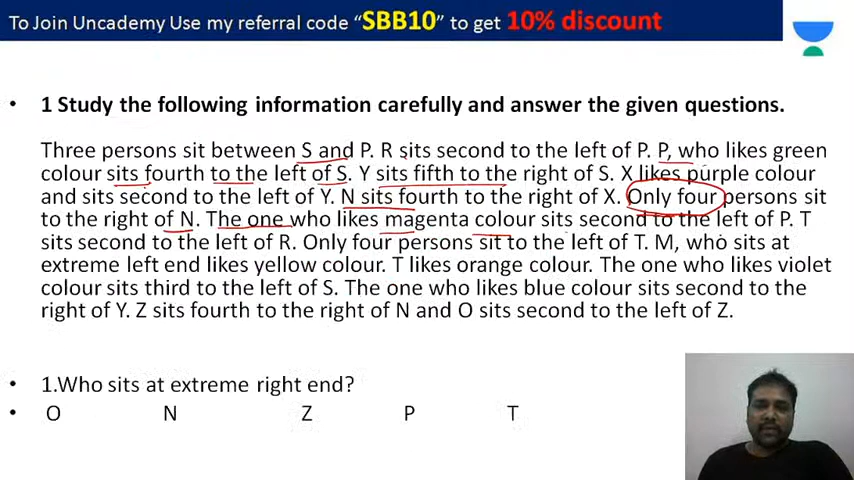 To Join Uncademy Use my referral code “SBB10” to get 10% discount
• 1 Study the following information carefully and answer the given questions.
Three persons sit between S and P. R sits second to the left of P. P, who likes green
colour sits fourth to the left of S. Y sits fifth to the right of S. X likes purple colour
and sits second to the left of Y. N sits fourth to the right of X. Only four persons sit
to the right of N. The one who likes magenta colour sits second to the left of P. T
sits second to the left of R. Only four persons sit to the left of T. M, who sits at
extreme left end likes yellow colour. T likes orange colour. The one who likes violet
colour sits third to the left of S. The one who likes blue colour sits second to the
right of Y. Z sits fourth to the right of N and O sits second to the left of Z.
• 1.Who sits at extreme right end?
• O N Z P T